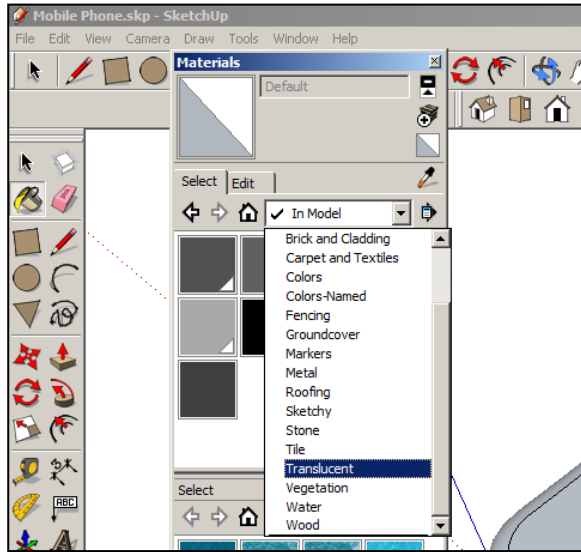 Mobile Phone.skp - SketchUp
File Edit View Camera Draw Tools Window Help
Materials
Default
Select Edit
In Model
Brick and Cladding
Carpet and Textiles
Colors
Colors-Named
Fencing
Groundcover
Markers
Metal
Roofing
Sketchy
Stone
Tile
Translucent
Vegetation
Water
Wood
Select
ABC
A